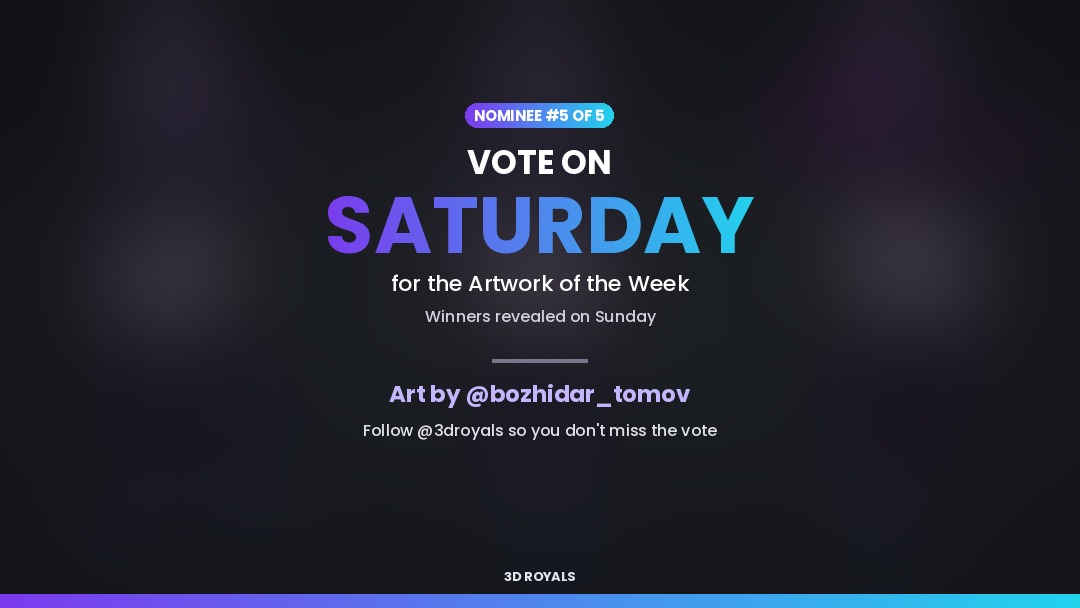 NOMINEE #5 OF 5
VOTE ON
SATURDAY
for the Artwork of the Week
Winners revealed on Sunday
Art by @bozhidar_tomov
Follow @3droyals so you don't miss the vote
3D ROYALS